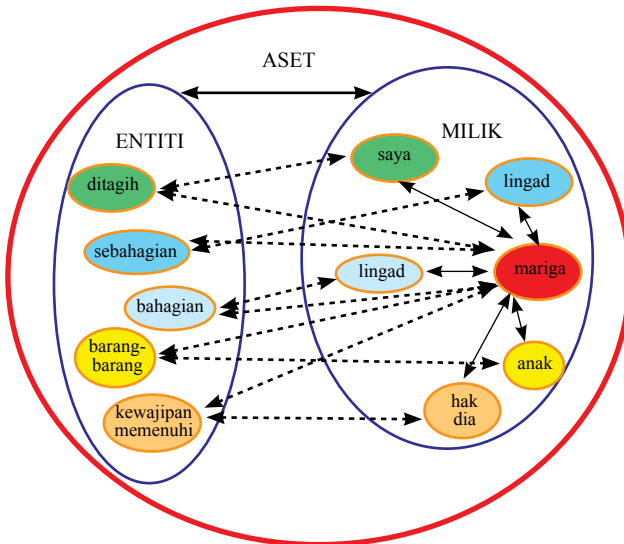 ASET
ENTITI
MILIK
ditagih
saya
lingad
sebahagian
lingad
mariga
bahagian
barang-
barang
anak
kewajipan
memenuhi
hak
dia